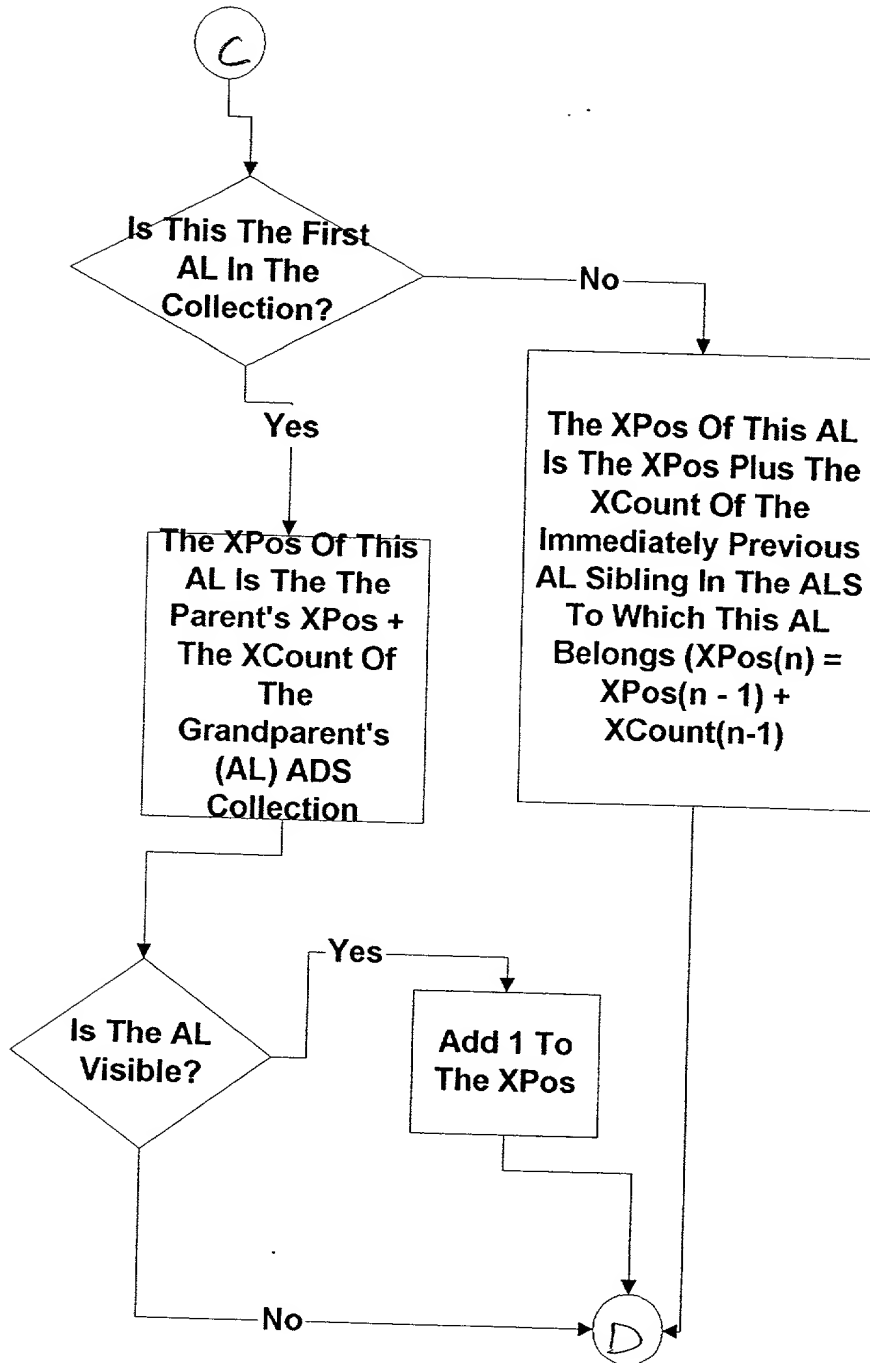 C
Is This The First
AL In The
Collection?
No
Yes
The XPos Of This
AL Is The The
Parent's XPos +
The XCount Of
The
Grandparent's
(AL) ADS
Collection
The XPos Of This AL
Is The XPos Plus The
XCount Of The
Immediately Previous
AL Sibling In The ALS
To Which This AL
Belongs (XPos(n) =
XPos(n - 1) +
XCount(n-1)
Is The AL
Visible?
Yes
Add 1 To
The XPos
No
D